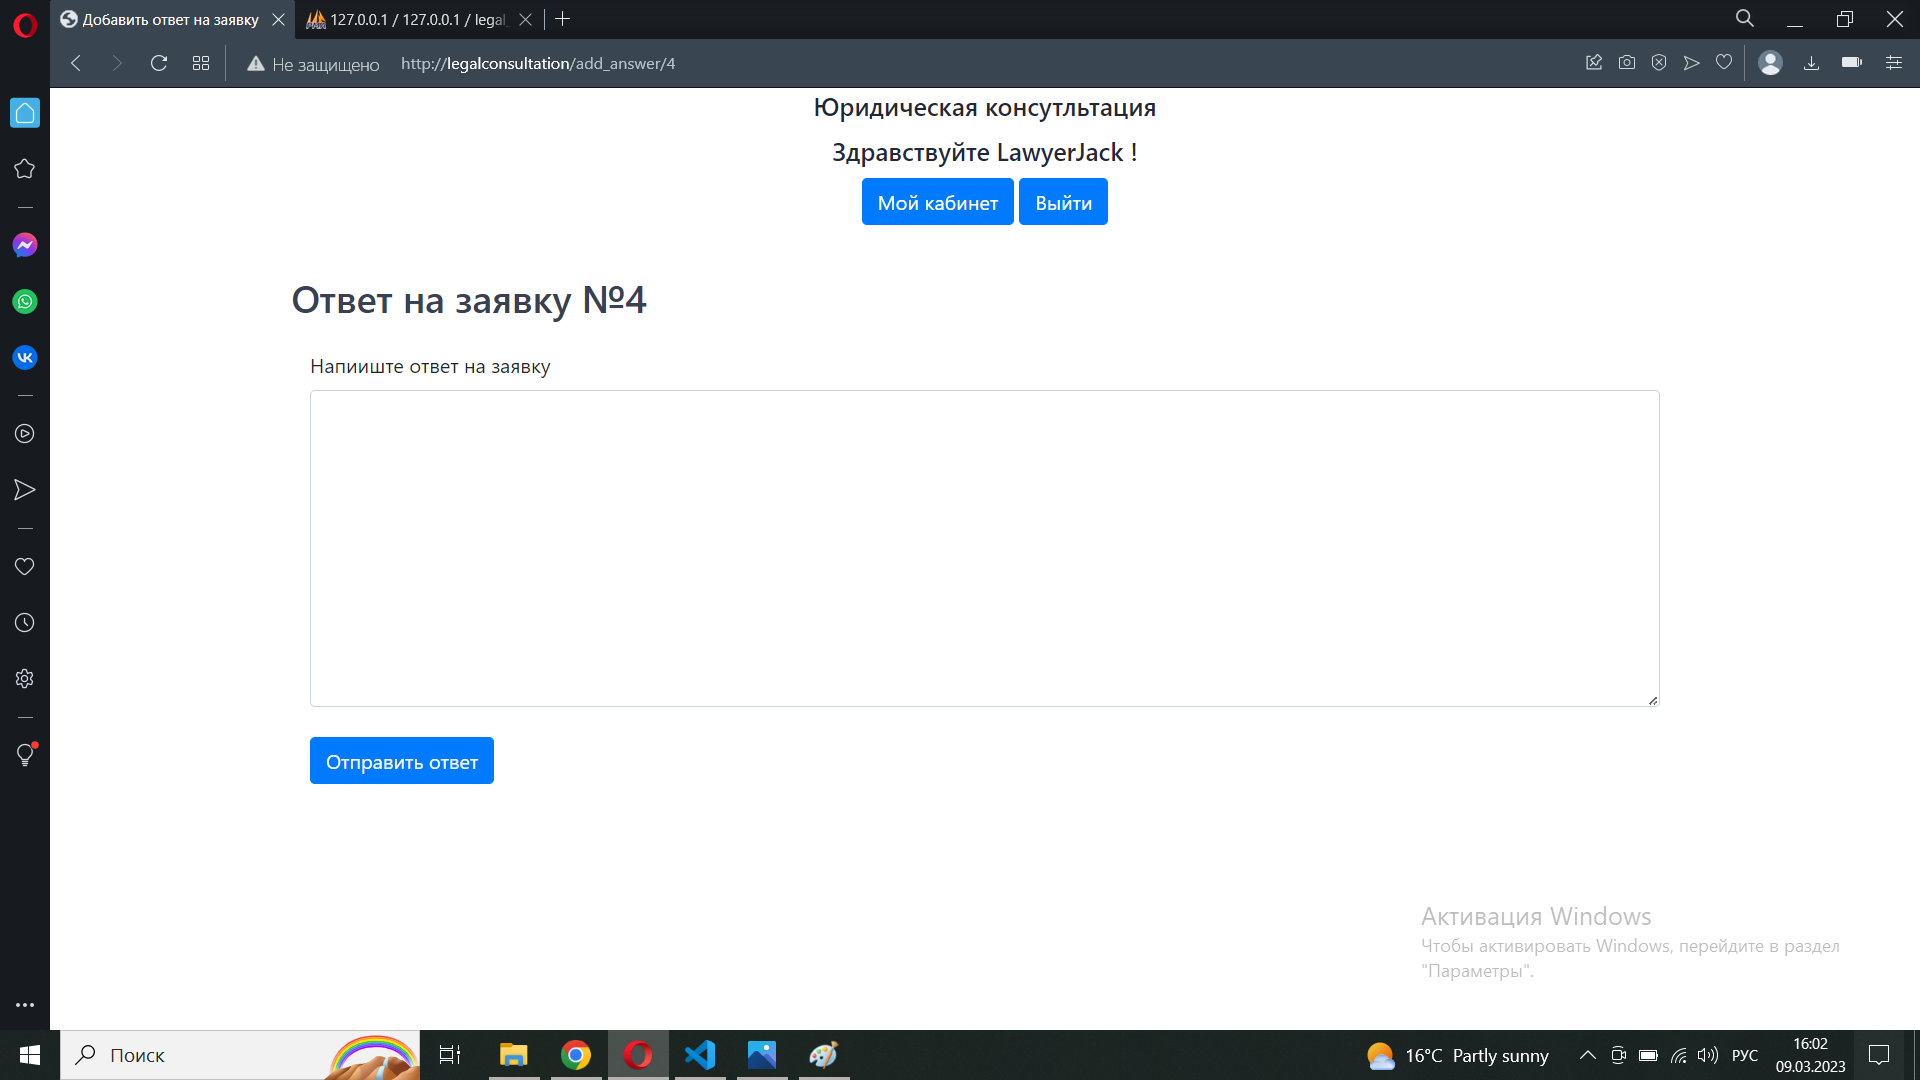 Добавить ответ на заявку
127.0.0.1 / 127.0.0.1 / legal_
Не защищено
http://legalconsultation/add_answer/4
Юридическая консутльтация
Здравствуйте LawyerJack !
Мой кабинет
Выйти
Ответ на заявку №4
Напииште ответ на заявку
Отправить ответ
Активация Windows
Чтобы активировать Windows, перейдите в раздел
"Параметры".
Поиск
16°C Partly sunny
РУС
16:02
09.03.2023